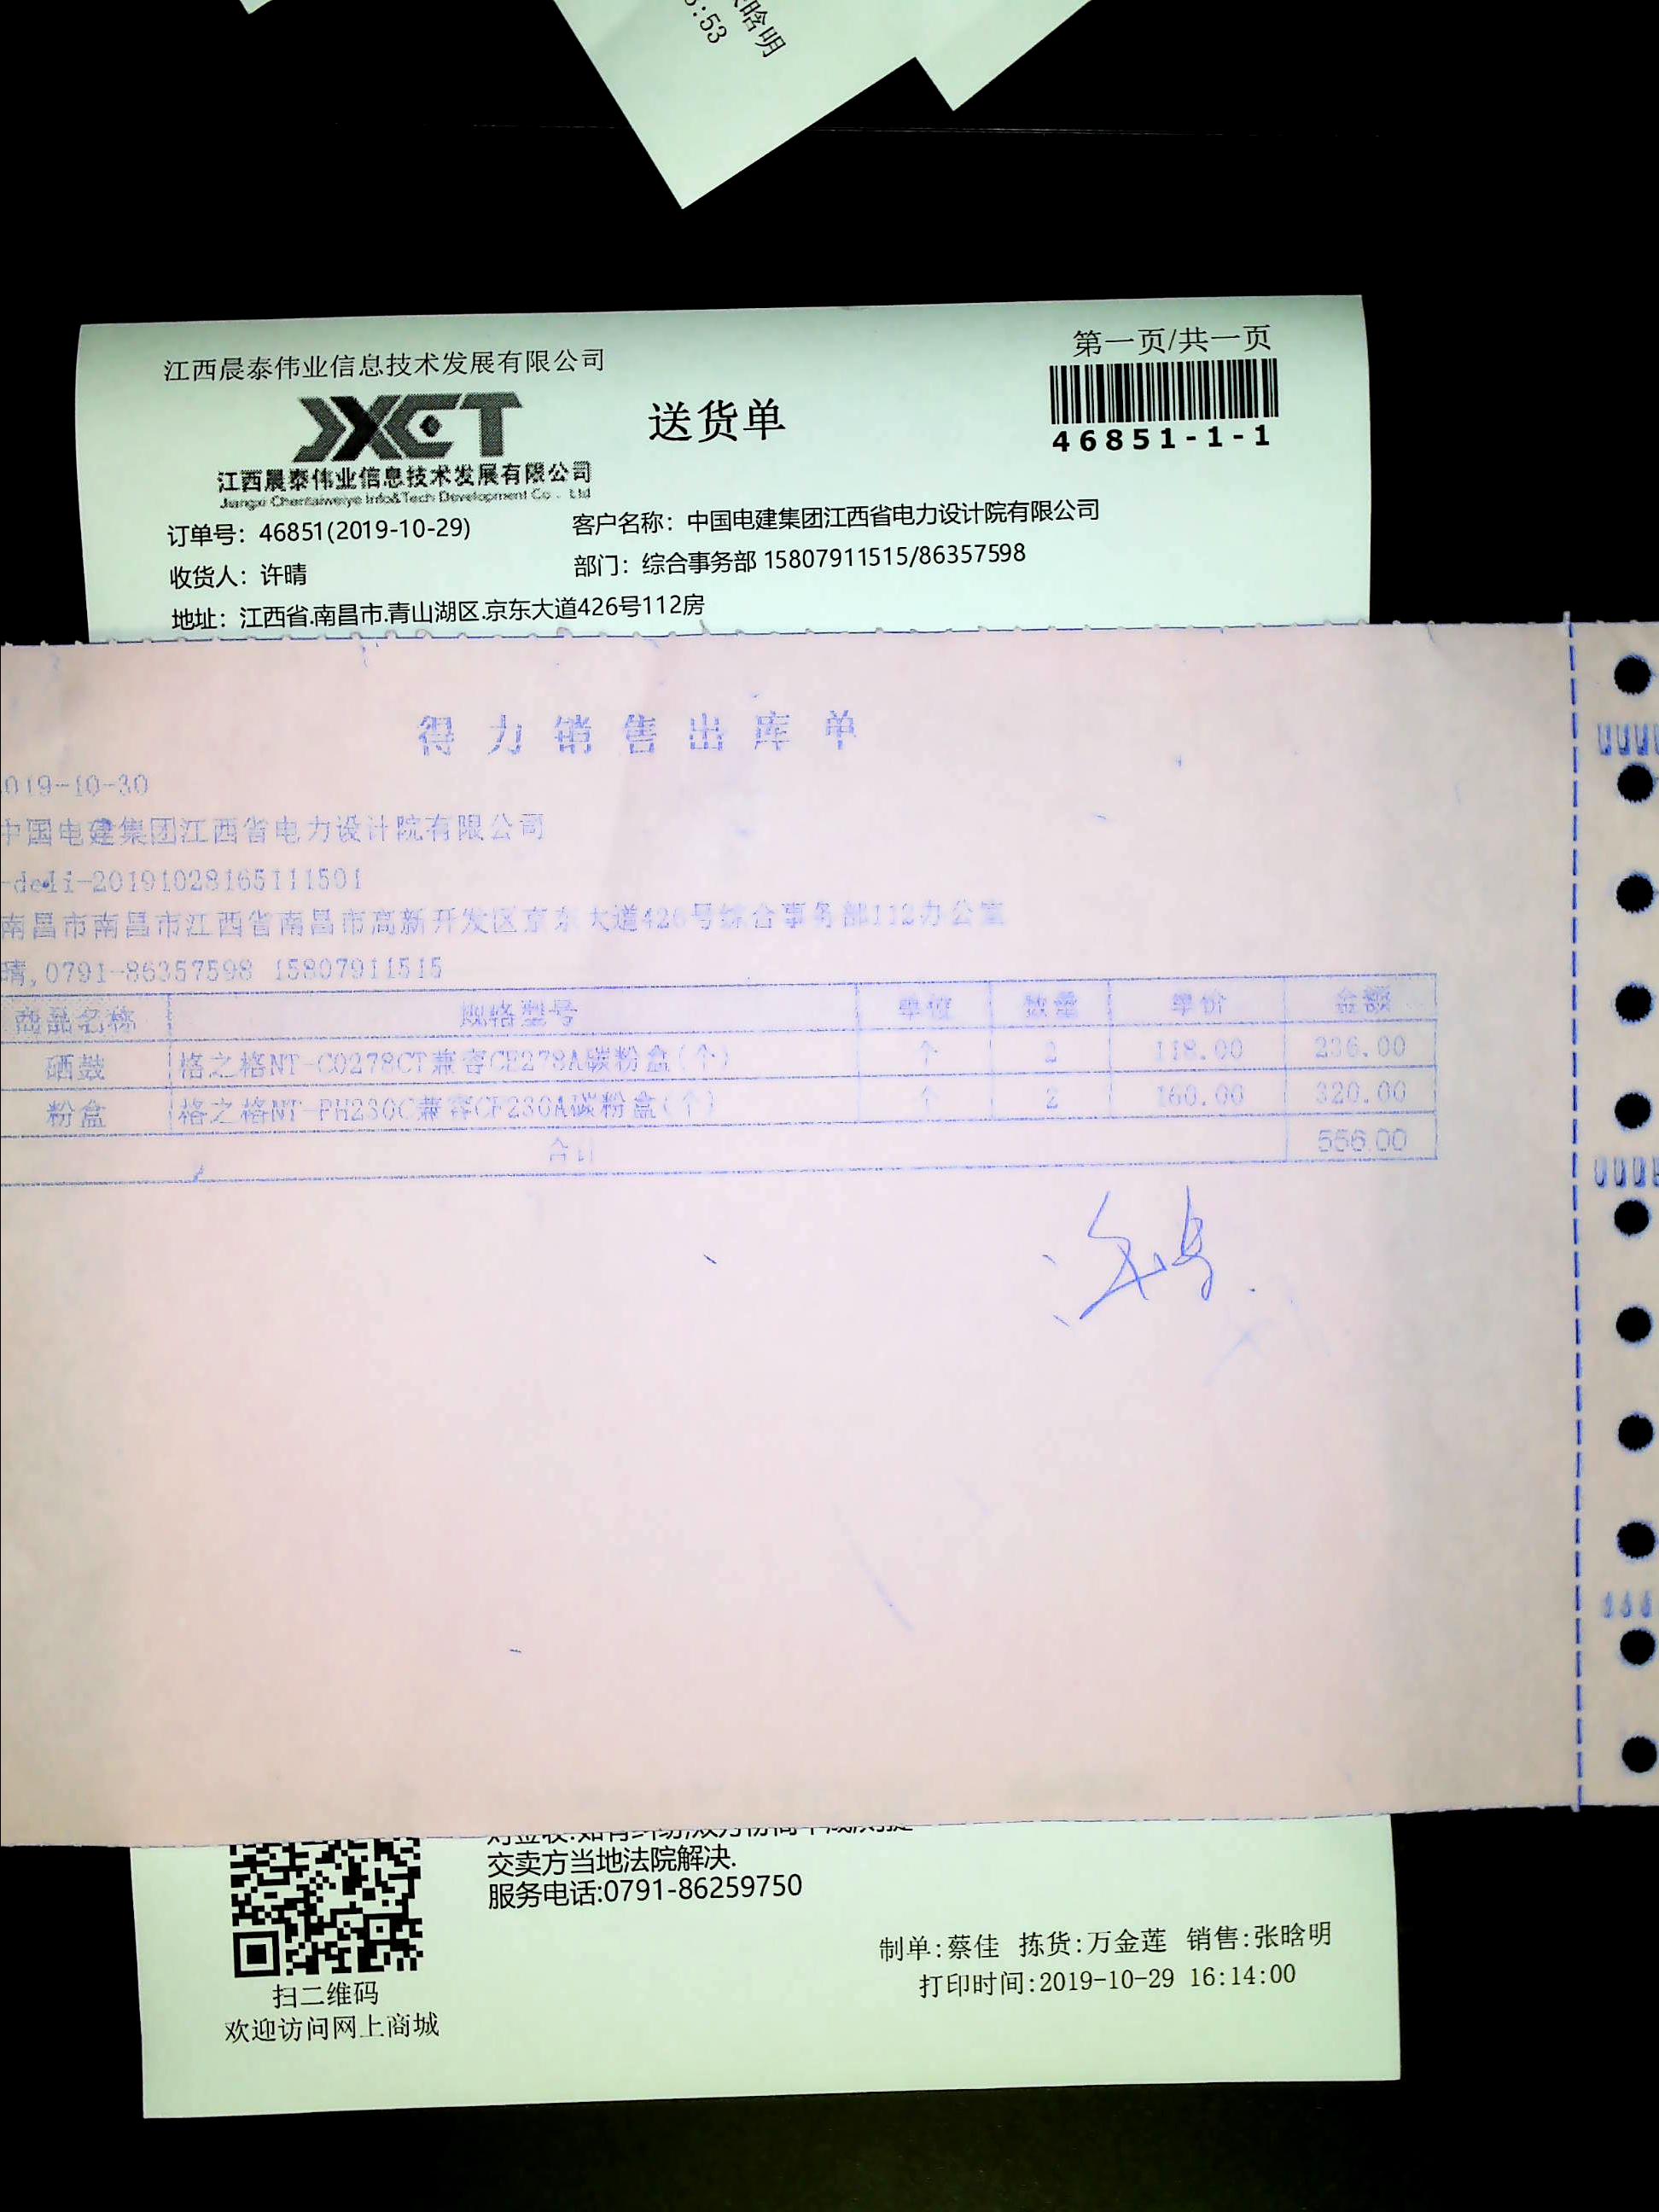 :53
晗明
第一页/共一页
江西晨泰伟业信息技术发展有限公司
JXCT
送货单
46851-1-1
江西晨泰伟业信息技术发展有限公司
Jiangxi Chentaiweiye Info&Tech Development Co., Ltd
订单号：46851(2019-10-29)
客户名称：中国电建集团江西省电力设计院有限公司
收货人：许晴
部门：综合事务部 15807911515/86357598
地址：江西省.南昌市.青山湖区.京东大道426号112房
得力销售出库单
019-10-30
中国电建集团江西省电力设计院有限公司
-deli-20191028165111501
南昌市南昌市江西省南昌市高新开发区京东大道426号综合事务部112办公室
晴,0791-86357598 15807911515
商品名称 规格型号 单位 数量 单价 金额
硒鼓 格之格NT-C0278CT兼容CE278A碳粉盒(个) 个 2 118.00 236.00
粉盒 格之格NT-PH230C兼容CF230A碳粉盒(个) 个 2 160.00 320.00
合计 556.00
许晴
交卖方当地法院解决.
服务电话:0791-86259750
制单:蔡佳 拣货:万金莲 销售:张晗明
打印时间:2019-10-29 16:14:00
扫二维码
欢迎访问网上商城